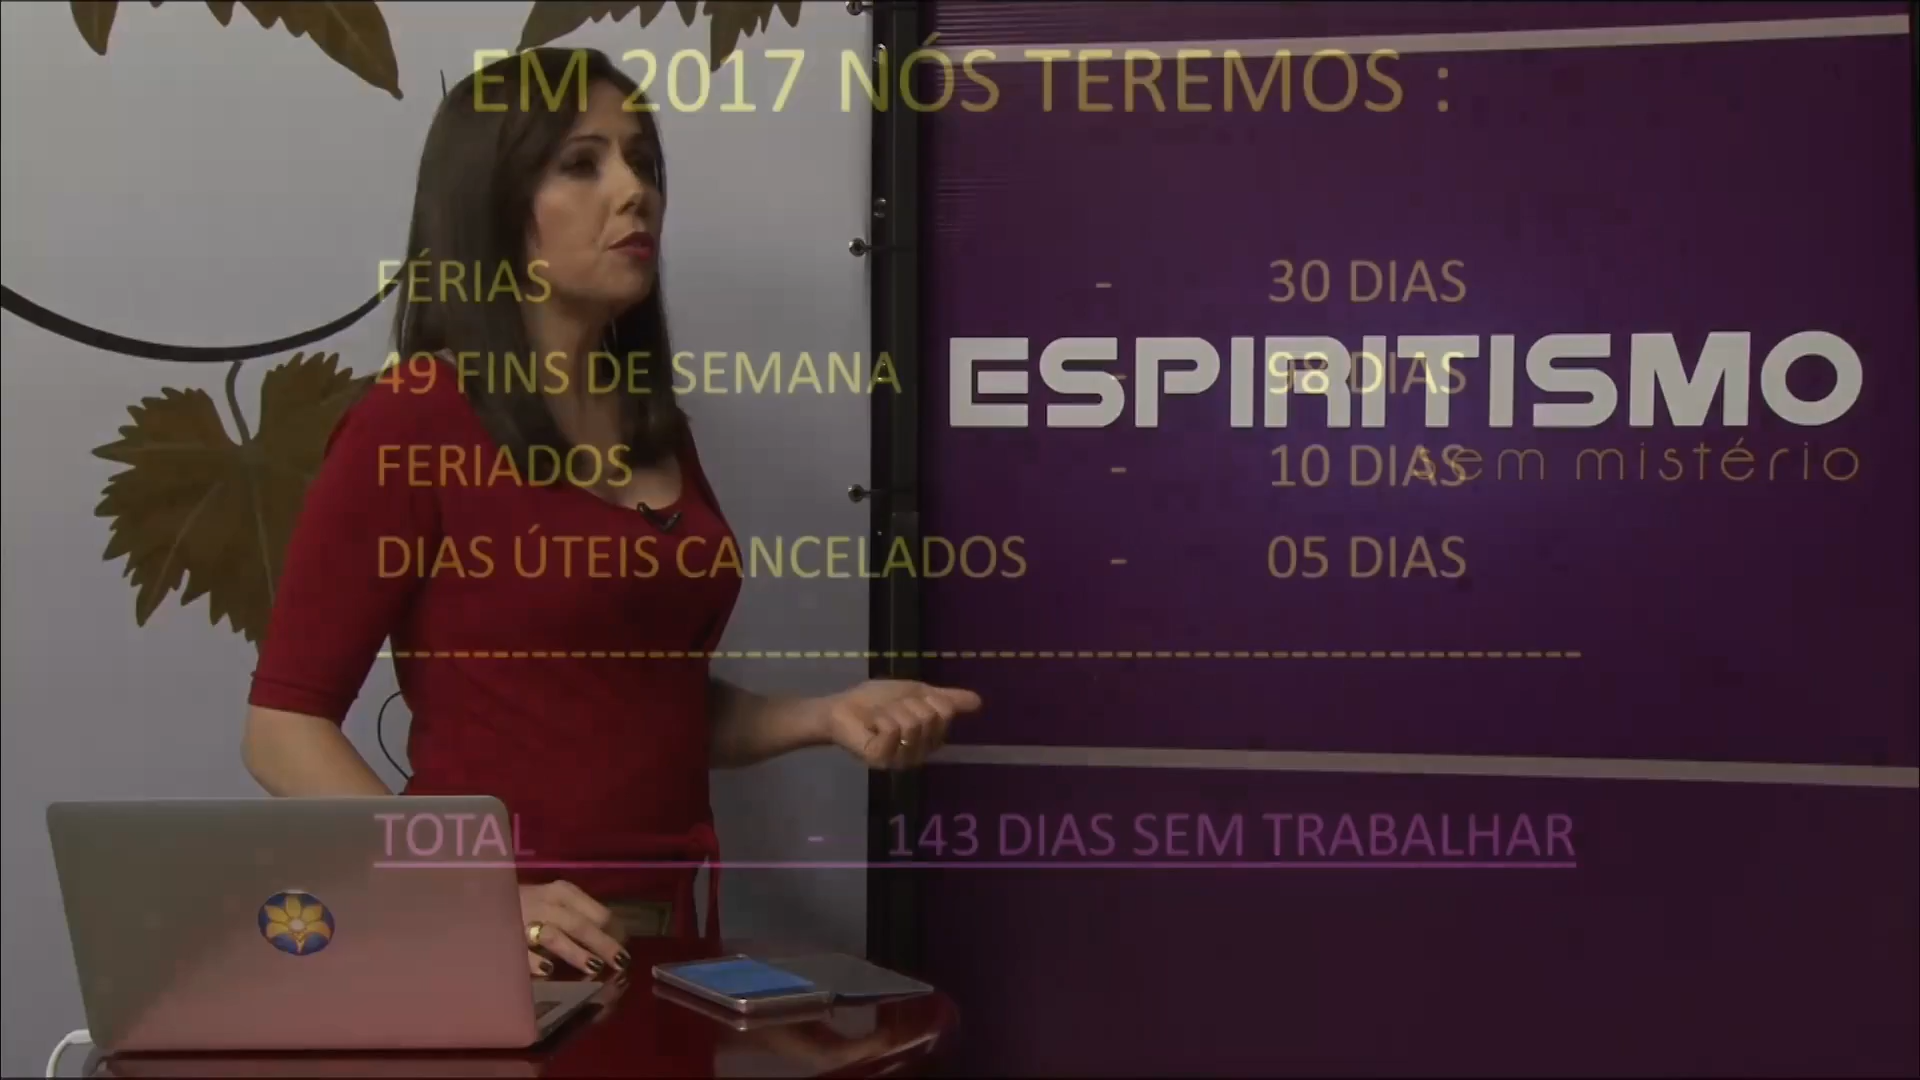 EM 2017 NÓS TEREMOS :
FÉRIAS - 30 DIAS
49 FINS DE SEMANA - 98 DIAS
FERIADOS - 10 DIAS
DIAS ÚTEIS CANCELADOS - 05 DIAS
--------------------------------------------------------------------
TOTAL - 143 DIAS SEM TRABALHAR
ESPIRITISMO
sem mistério